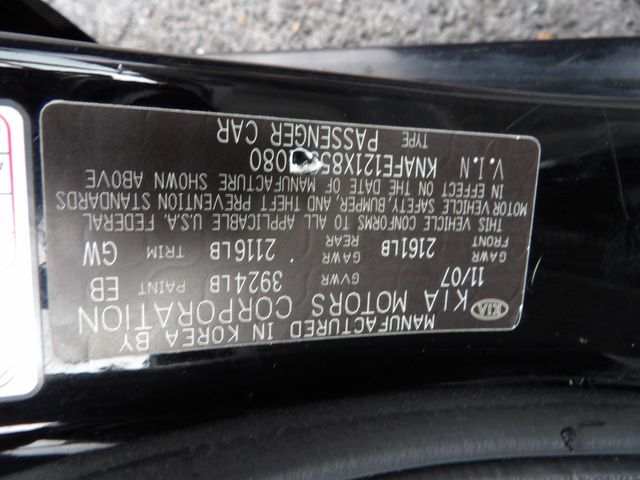 MANUFACTURED IN KOREA BY
KIA KIA MOTORS CORPORATION
11/07 GVWR 3924LB PAINT EB
GAWR FRONT 2161LB GAWR REAR 2116LB TRIM GW
THIS VEHICLE CONFORMS TO ALL APPLICABLE U.S.A. FEDERAL
MOTOR VEHICLE SAFETY, BUMPER, AND THEFT PREVENTION STANDARDS
IN EFFECT ON THE DATE OF MANUFACTURE SHOWN ABOVE
V.I.N KNAFE121X85 080
TYPE PASSENGER CAR